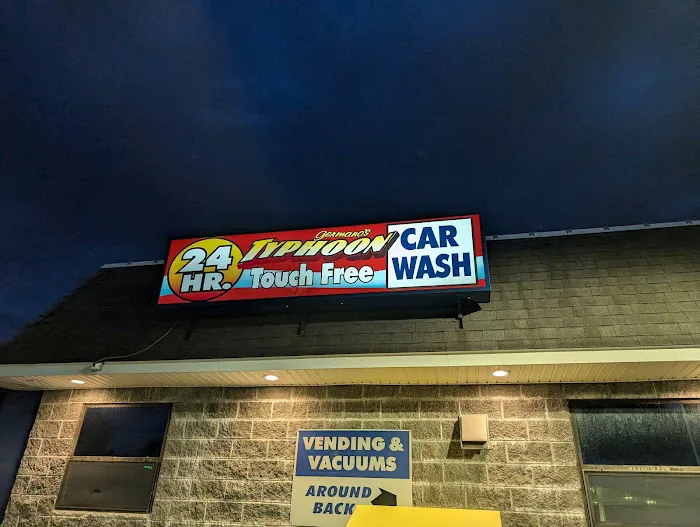 Germano's
24 HR.
TYPHOON
Touch Free
CAR
WASH
VENDING &
VACUUMS
AROUND
BACK